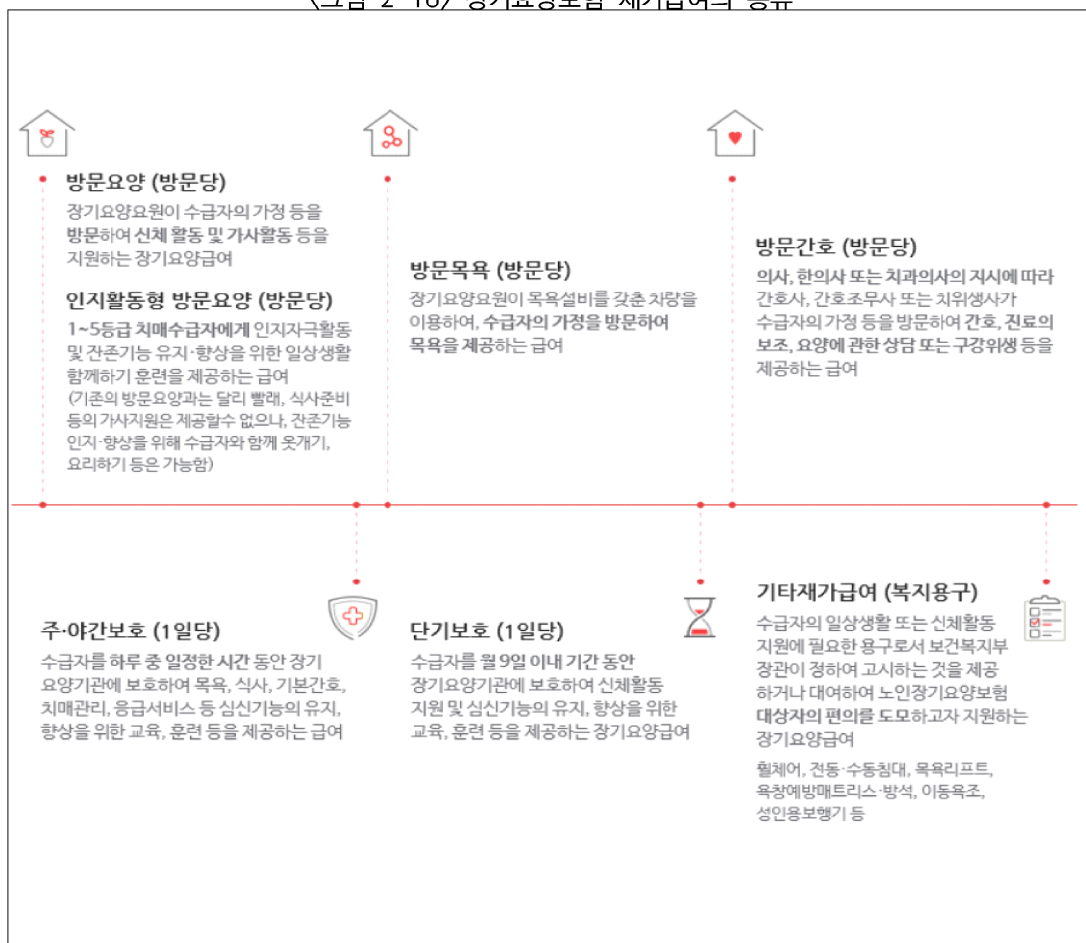 방문요양 (방문당)
장기요양요원이 수급자의 가정 등을
방문하여 신체 활동 및 가사활동 등을
지원하는 장기요양급여
인지활동형 방문요양 (방문당)
1~5등급 치매수급자에게 인지자극활동
및 잔존기능 유지·향상을 위한 일상생활
함께하기 훈련을 제공하는 급여
(기존의 방문요양과는 달리 빨래, 식사준비
등의 가사지원은 제공할수 없으나, 잔존기능
인지·향상을 위해 수급자와 함께 옷개기,
요리하기 등은 가능함)
방문목욕 (방문당)
장기요양요원이 목욕설비를 갖춘 차량을
이용하여, 수급자의 가정을 방문하여
목욕을 제공하는 급여
방문간호 (방문당)
의사, 한의사 또는 치과의사의 지시에 따라
간호사, 간호조무사 또는 치위생사가
수급자의 가정 등을 방문하여 간호, 진료의
보조, 요양에 관한 상담 또는 구강위생 등을
제공하는 급여
주·야간보호 (1일당)
수급자를 하루 중 일정한 시간 동안 장기
요양기관에 보호하여 목욕, 식사, 기본간호,
치매관리, 응급서비스 등 심신기능의 유지,
향상을 위한 교육, 훈련 등을 제공하는 급여
단기보호 (1일당)
수급자를 월 9일 이내 기간 동안
장기요양기관에 보호하여 신체활동
지원 및 심신기능의 유지, 향상을 위한
교육, 훈련 등을 제공하는 장기요양급여
기타재가급여 (복지용구)
수급자의 일상생활 또는 신체활동
지원에 필요한 용구로서 보건복지부
장관이 정하여 고시하는 것을 제공
하거나 대여하여 노인장기요양보험
대상자의 편의를 도모하고자 지원하는
장기요양급여
휠체어, 전동·수동침대, 목욕리프트,
욕창예방매트리스·방석, 이동욕조,
성인용보행기 등